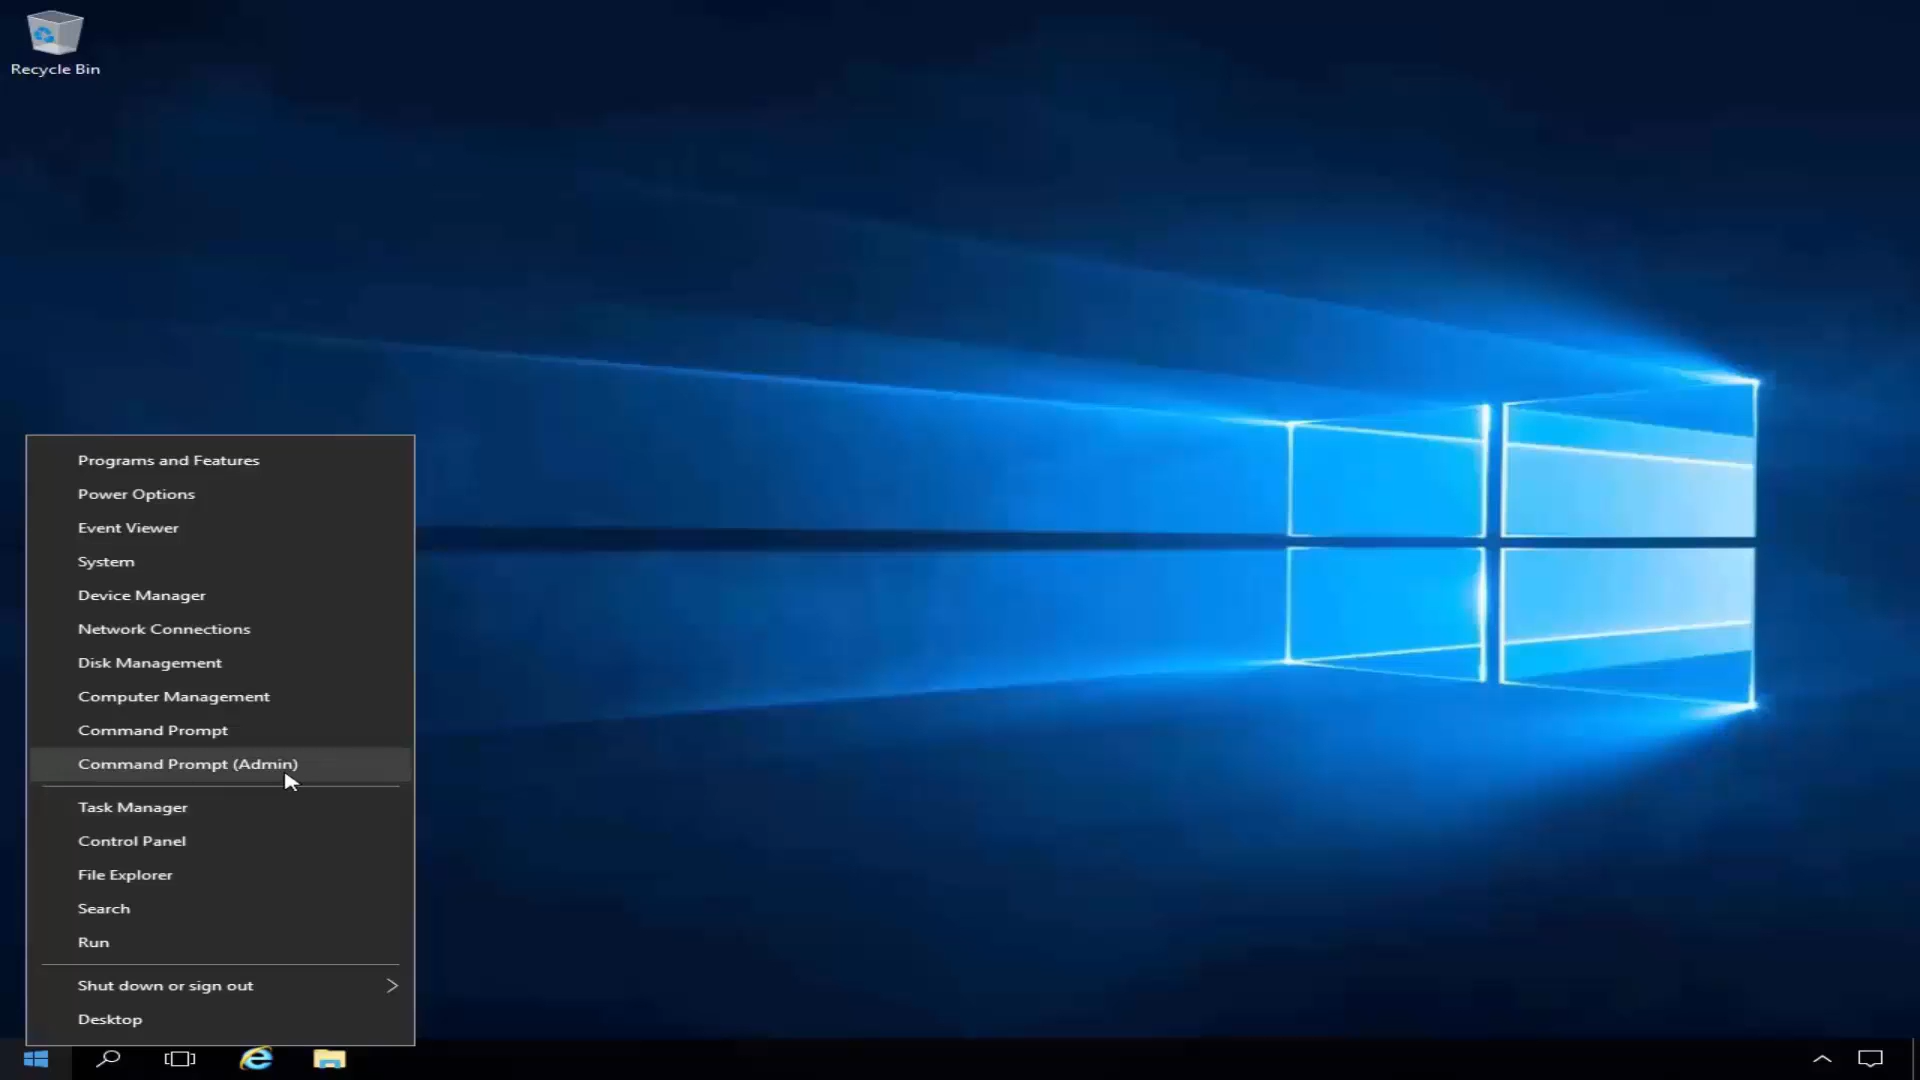 Recycle Bin
Programs and Features
Power Options
Event Viewer
System
Device Manager
Network Connections
Disk Management
Computer Management
Command Prompt
Command Prompt (Admin)
Task Manager
Control Panel
File Explorer
Search
Run
Shut down or sign out
Desktop